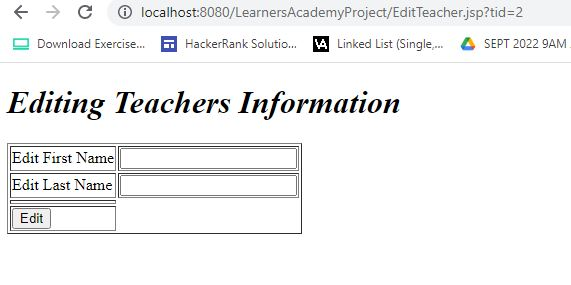 localhost:8080/LearnersAcademyProject/EditTeacher.jsp?tid=2
Download Exercise... HackerRank Solutio... VA Linked List (Single,... SEPT 2022 9AM
Editing Teachers Information
Edit First Name
Edit Last Name
Edit